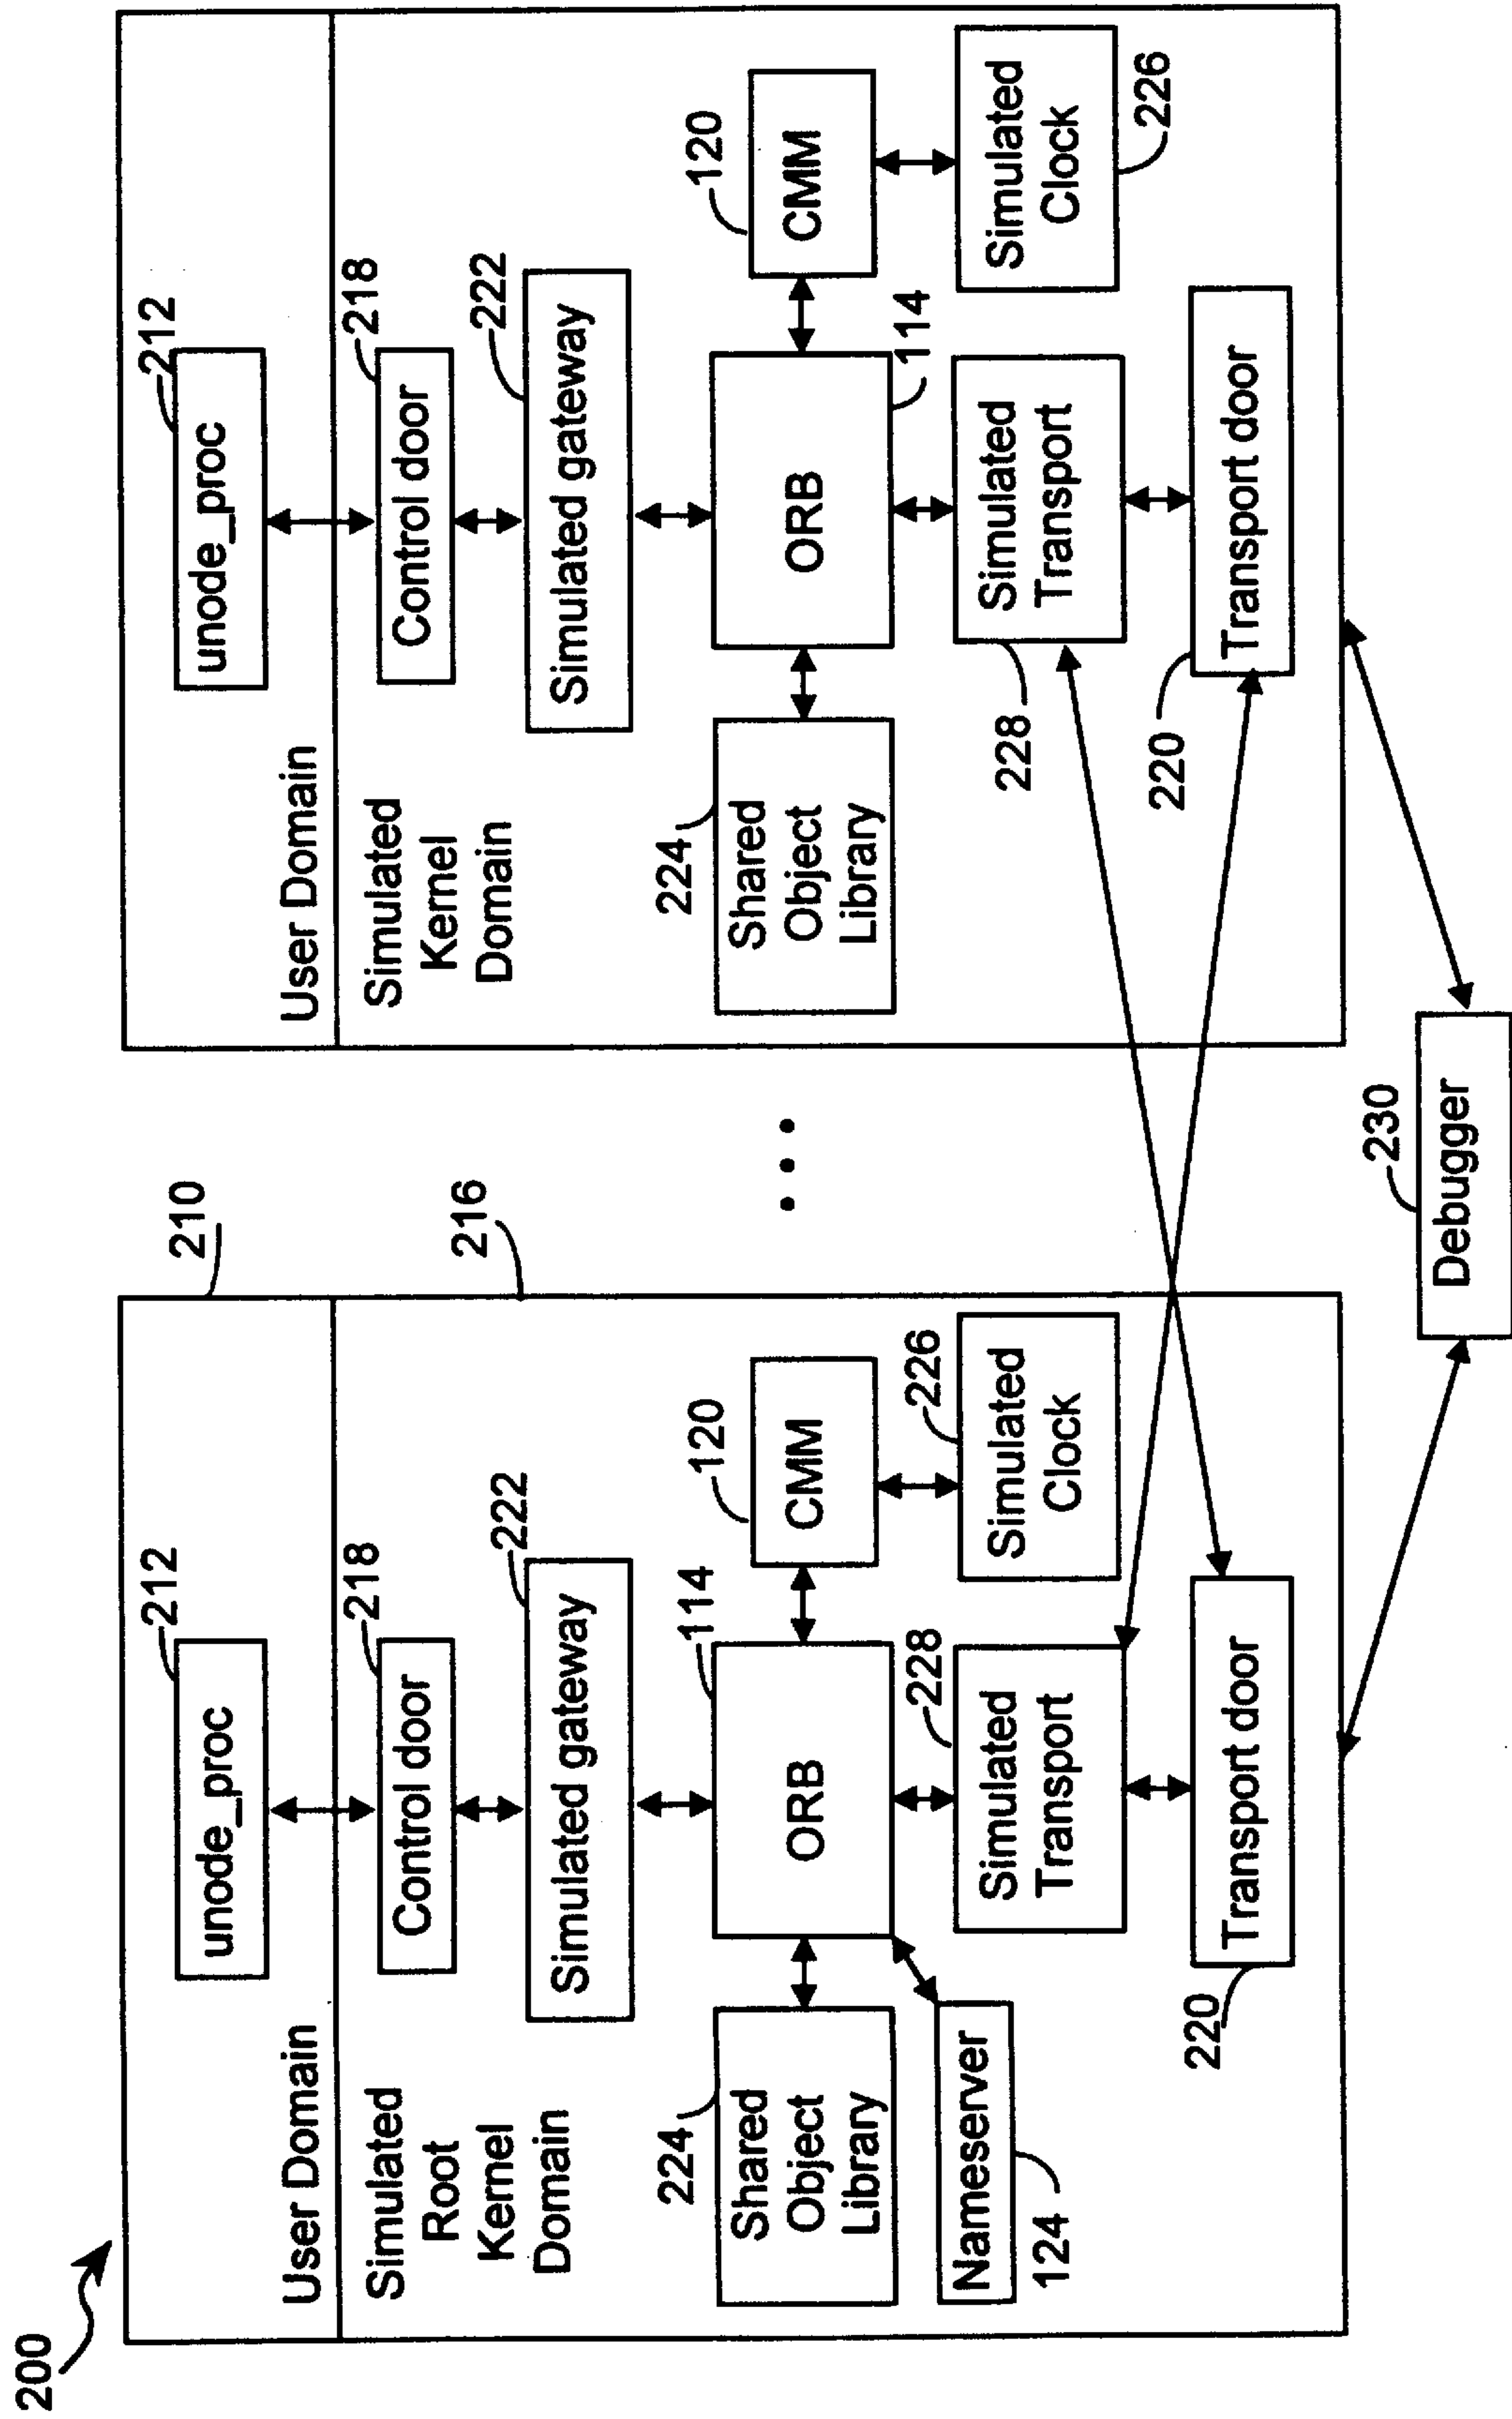 200
210
212
unode_proc
User Domain
216
Simulated
Root
Kernel
Domain
218
Control door
222
Simulated gateway
224
Shared
Object
Library
114
ORB
120
CMM
Nameserver
124
228
Simulated
Transport
226
Simulated
Clock
220
Transport door
• • •
212
unode_proc
User Domain
Simulated
Kernel
Domain
218
Control door
222
Simulated gateway
224
Shared
Object
Library
ORB
114
120
CMM
228
Simulated
Transport
Simulated
Clock
226
220
Transport door
230
Debugger